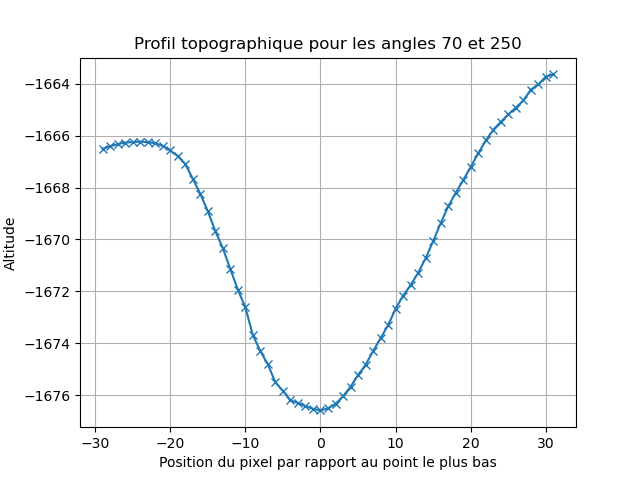 Profil topographique pour les angles 70 et 250
Altitude
−1664
−1666
−1668
−1670
−1672
−1674
−1676
−30 −20 −10 0 10 20 30
Position du pixel par rapport au point le plus bas